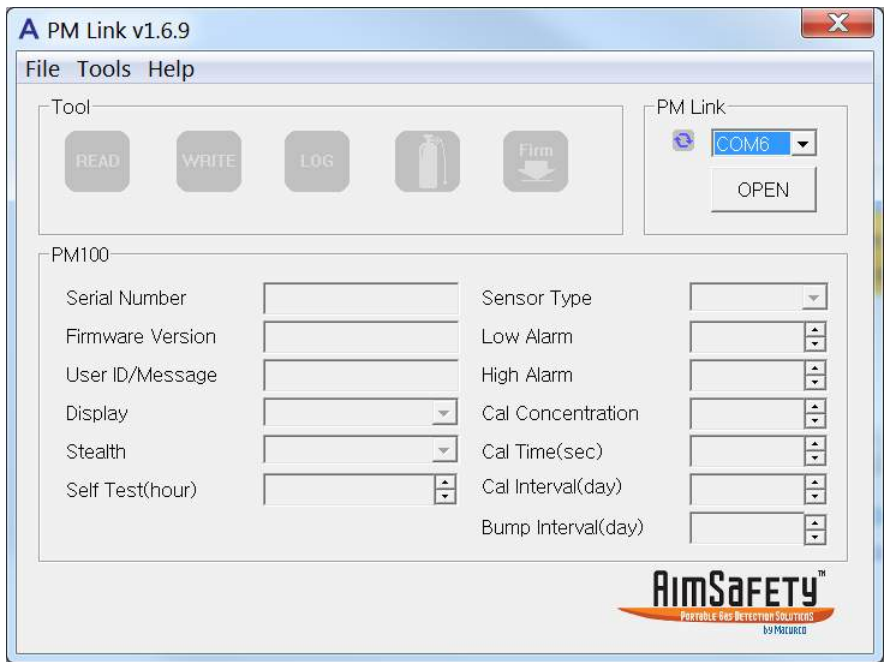 A PM Link v1.6.9
X
File Tools Help
Tool
READ WRITE LOG Firm
PM Link
COM6
OPEN
PM100
Serial Number
Firmware Version
User ID/Message
Display
Stealth
Self Test(hour)
Sensor Type
Low Alarm
High Alarm
Cal Concentration
Cal Time(sec)
Cal Interval(day)
Bump Interval(day)
AimSafety™
Portable Gas Detection Solutions
by Macurco